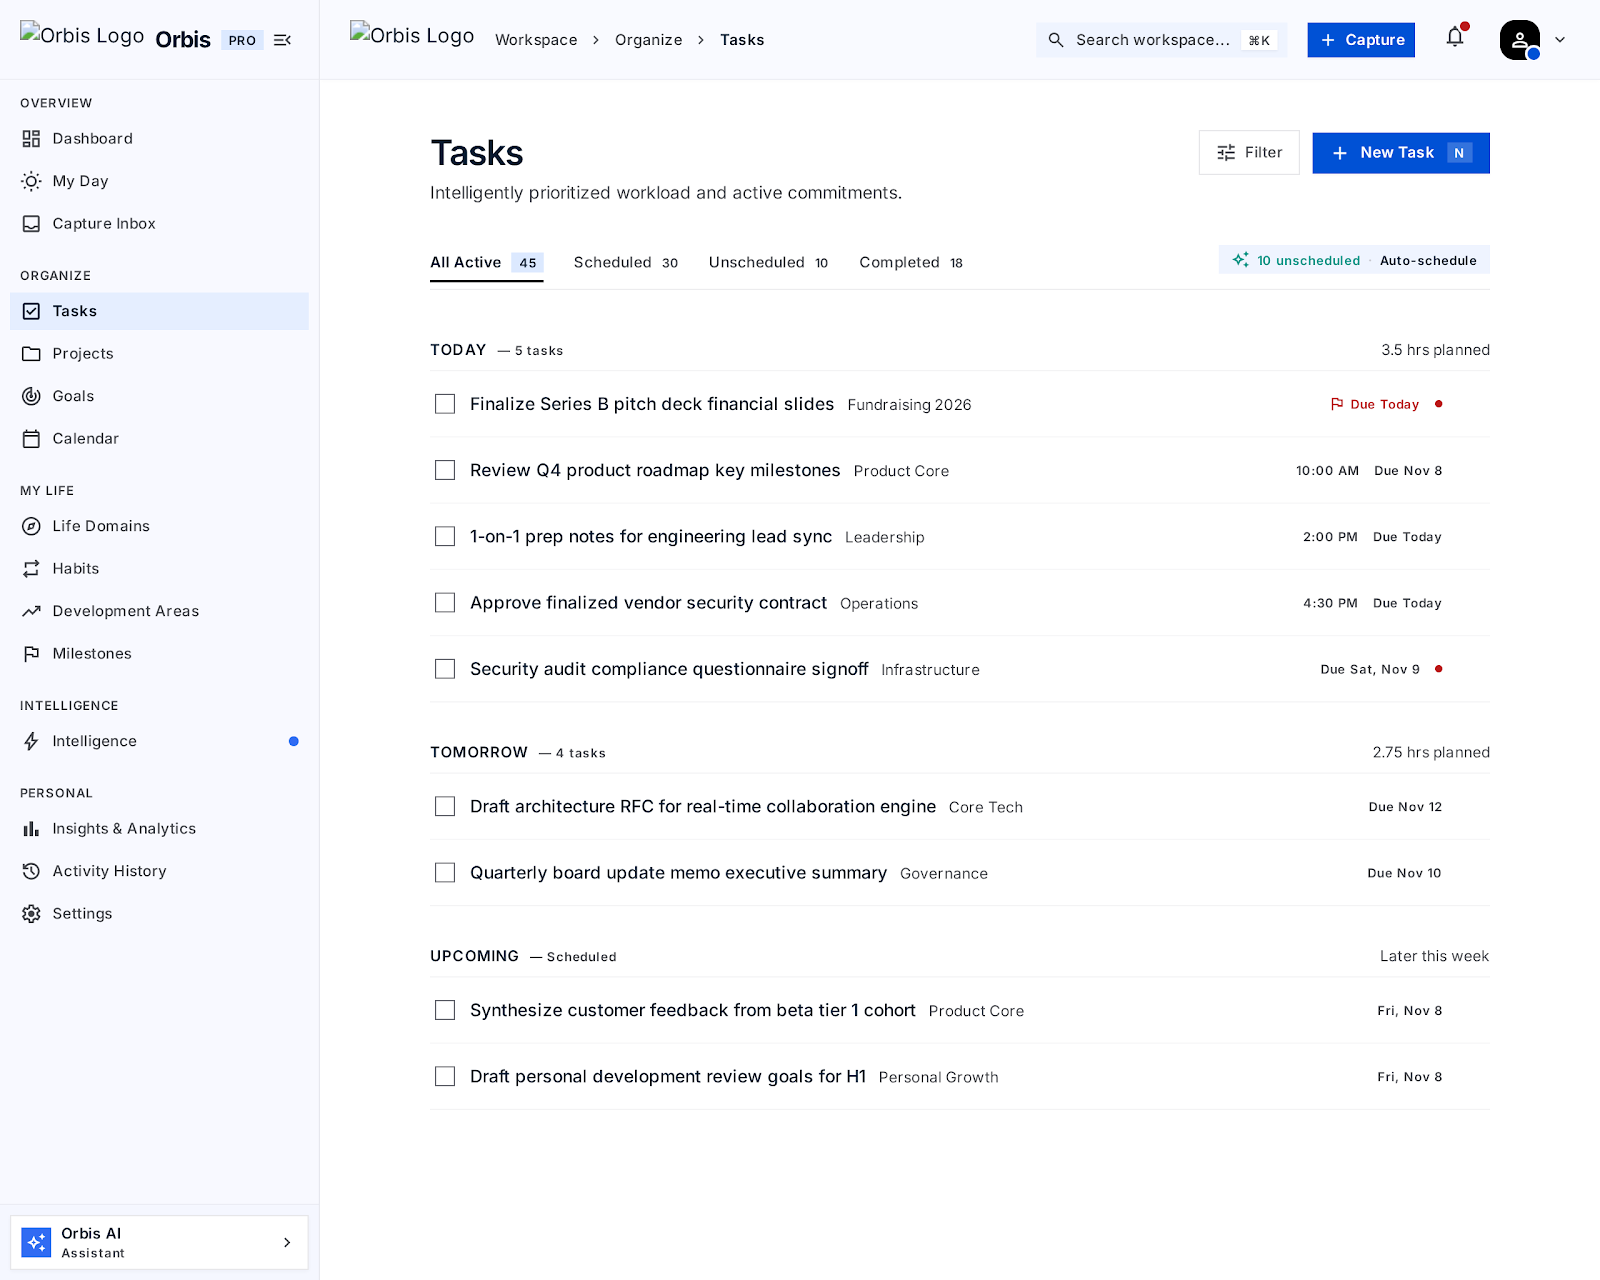 Orbis Logo Orbis PRO
OVERVIEW
Dashboard
My Day
Capture Inbox
ORGANIZE
Tasks
Projects
Goals
Calendar
MY LIFE
Life Domains
Habits
Development Areas
Milestones
INTELLIGENCE
Intelligence
PERSONAL
Insights & Analytics
Activity History
Settings
Orbis AI
Assistant
Orbis Logo Workspace > Organize > Tasks
Search workspace... ⌘K
+ Capture
Tasks
Intelligently prioritized workload and active commitments.
Filter
+ New Task N
All Active 45 Scheduled 30 Unscheduled 10 Completed 18
10 unscheduled · Auto-schedule
TODAY — 5 tasks 3.5 hrs planned
Finalize Series B pitch deck financial slides Fundraising 2026 Due Today
Review Q4 product roadmap key milestones Product Core 10:00 AM Due Nov 8
1-on-1 prep notes for engineering lead sync Leadership 2:00 PM Due Today
Approve finalized vendor security contract Operations 4:30 PM Due Today
Security audit compliance questionnaire signoff Infrastructure Due Sat, Nov 9
TOMORROW — 4 tasks 2.75 hrs planned
Draft architecture RFC for real-time collaboration engine Core Tech Due Nov 12
Quarterly board update memo executive summary Governance Due Nov 10
UPCOMING — Scheduled Later this week
Synthesize customer feedback from beta tier 1 cohort Product Core Fri, Nov 8
Draft personal development review goals for H1 Personal Growth Fri, Nov 8